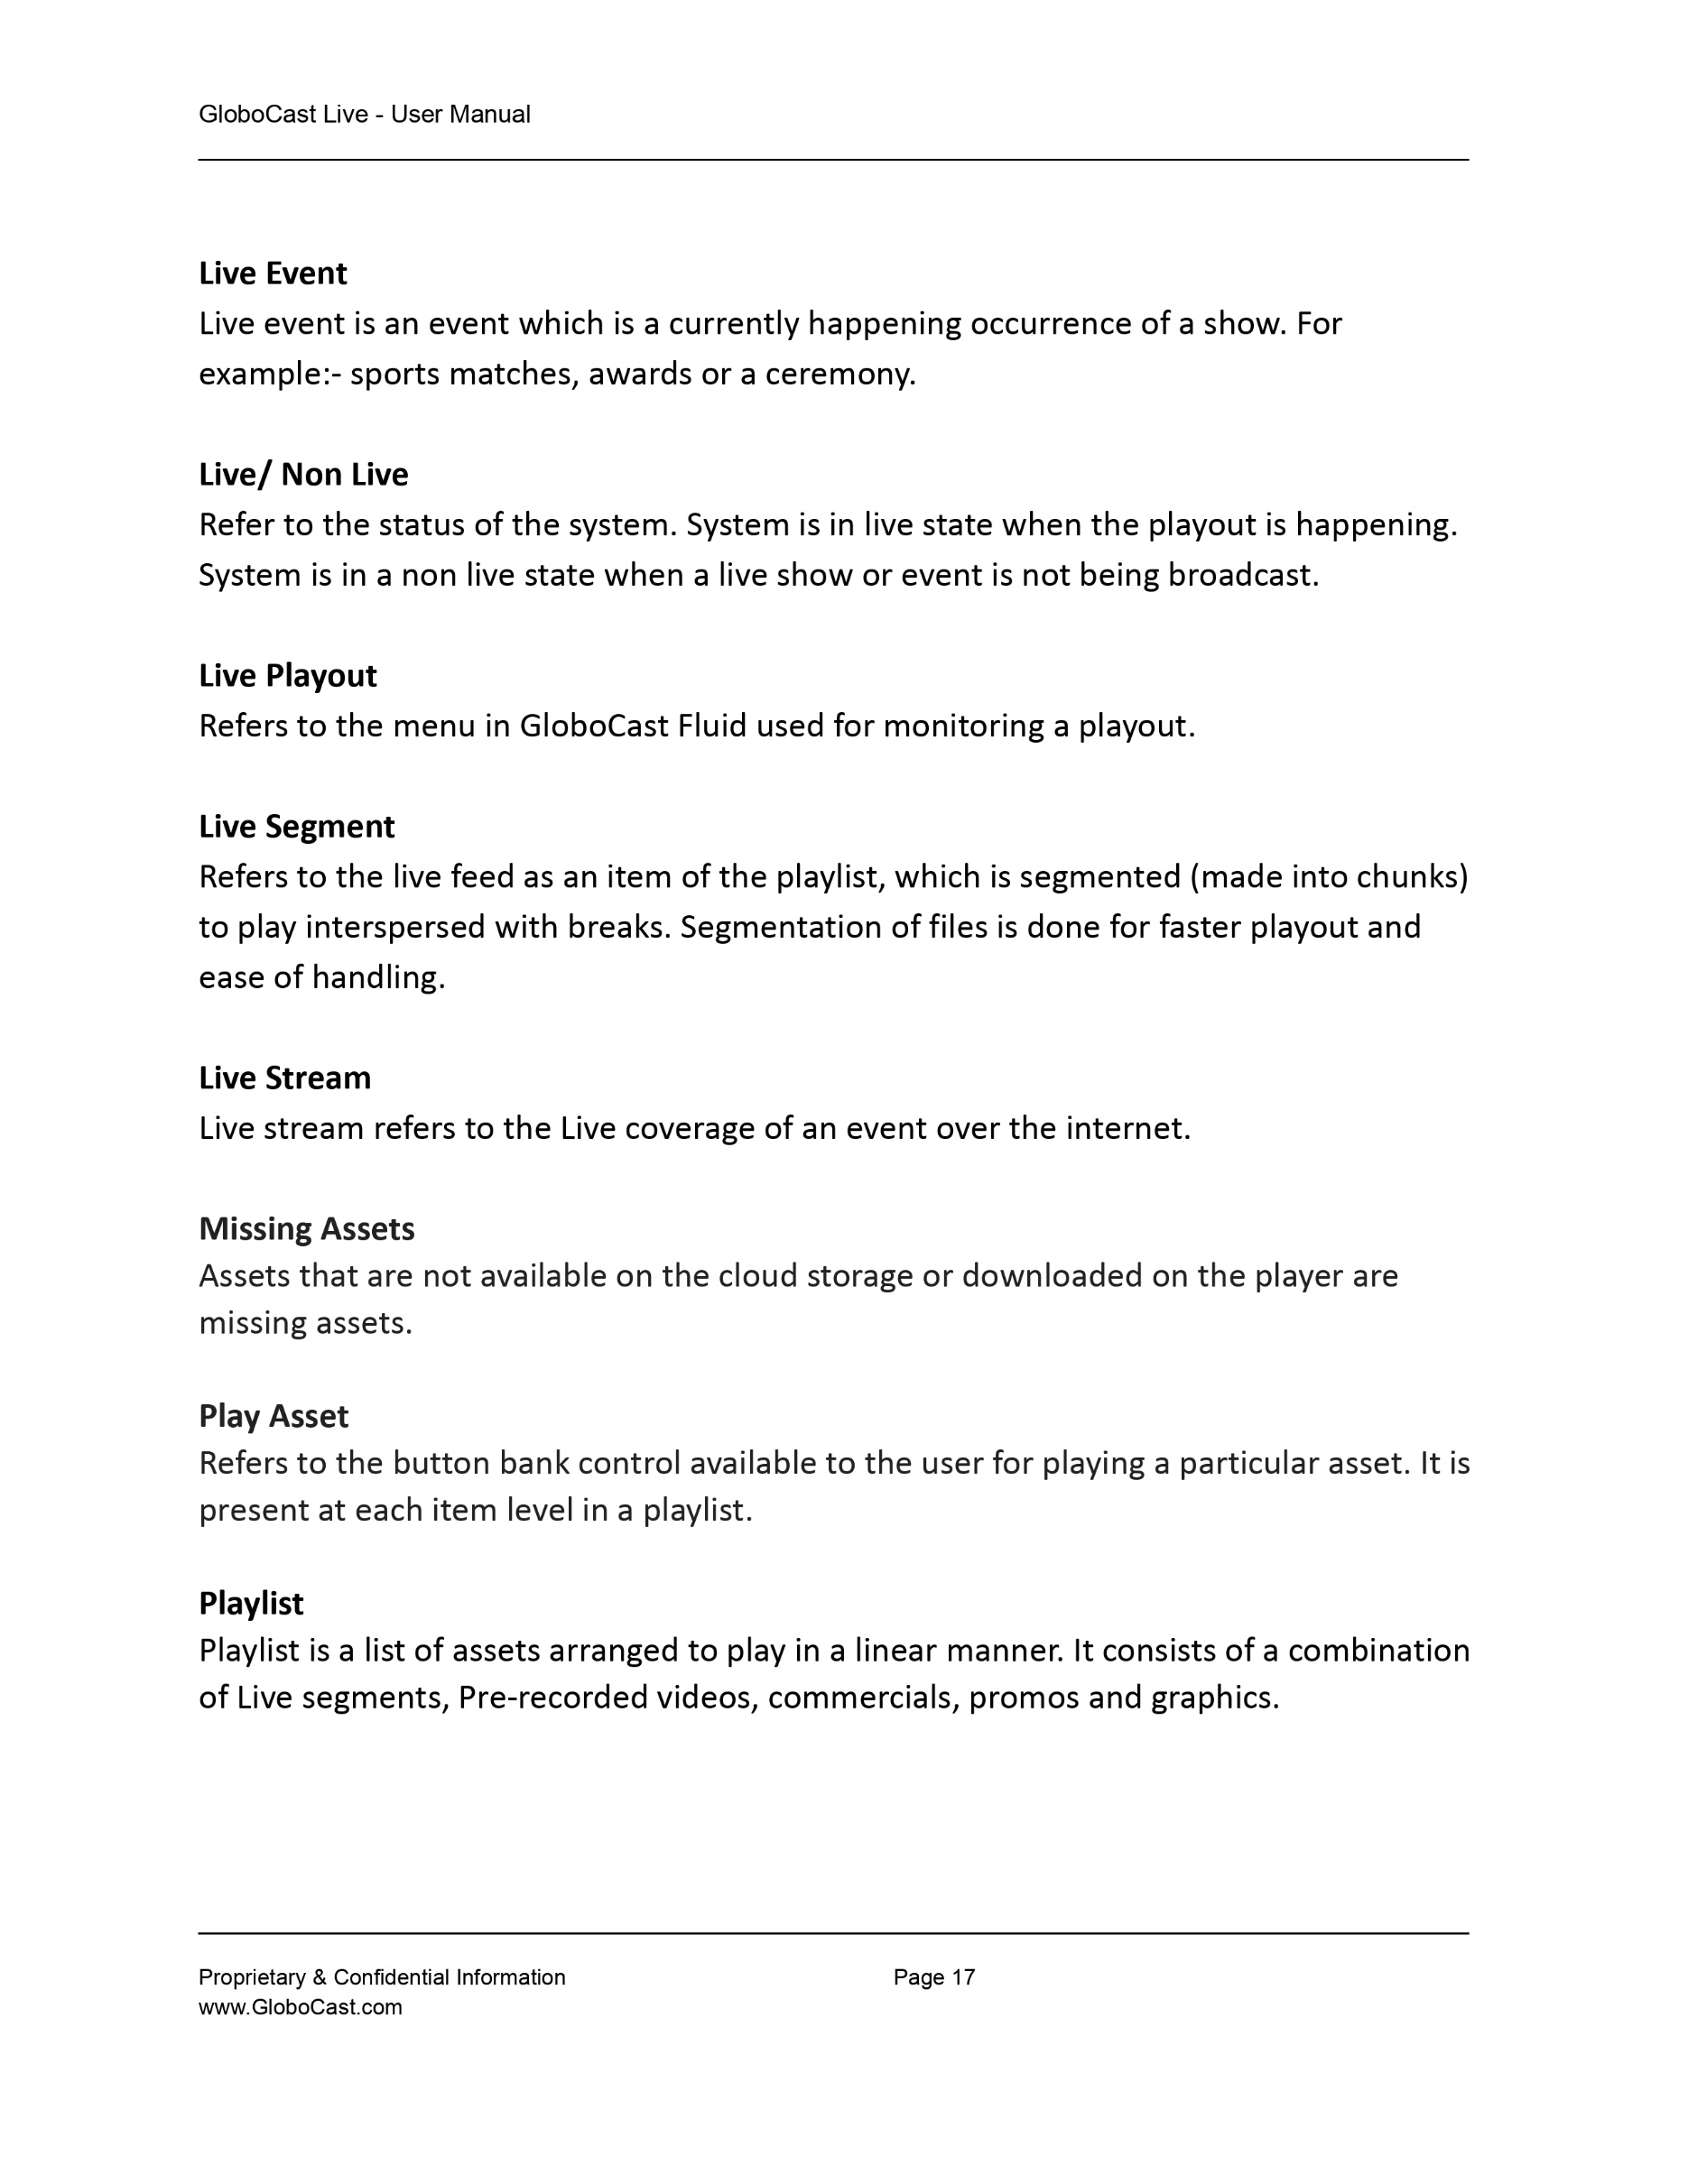 GloboCast Live - User Manual
Live Event
Live event is an event which is a currently happening occurrence of a show. For
example:- sports matches, awards or a ceremony.
Live/ Non Live
Refer to the status of the system. System is in live state when the playout is happening.
System is in a non live state when a live show or event is not being broadcast.
Live Playout
Refers to the menu in GloboCast Fluid used for monitoring a playout.
Live Segment
Refers to the live feed as an item of the playlist, which is segmented (made into chunks)
to play interspersed with breaks. Segmentation of files is done for faster playout and
ease of handling.
Live Stream
Live stream refers to the Live coverage of an event over the internet.
Missing Assets
Assets that are not available on the cloud storage or downloaded on the player are
missing assets.
Play Asset
Refers to the button bank control available to the user for playing a particular asset. It is
present at each item level in a playlist.
Playlist
Playlist is a list of assets arranged to play in a linear manner. It consists of a combination
of Live segments, Pre-recorded videos, commercials, promos and graphics.
Proprietary & Confidential Information Page 17
www.GloboCast.com